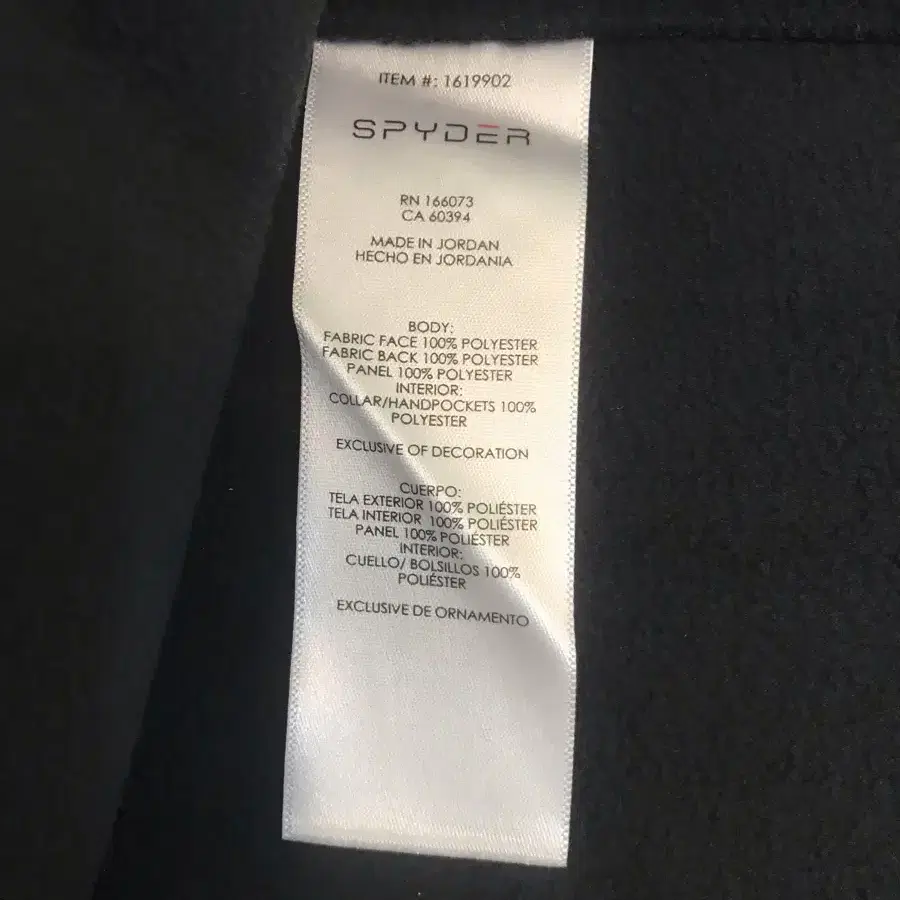 ITEM #: 1619902
SPYDER
RN 166073
CA 60394
MADE IN JORDAN
HECHO EN JORDANIA
BODY:
FABRIC FACE 100% POLYESTER
FABRIC BACK 100% POLYESTER
PANEL 100% POLYESTER
INTERIOR:
COLLAR/HANDPOCKETS 100%
POLYESTER
EXCLUSIVE OF DECORATION
CUERPO:
TELA EXTERIOR 100% POLIÉSTER
TELA INTERIOR 100% POLIÉSTER
PANEL 100% POLIÉSTER
INTERIOR:
CUELLO/ BOLSILLOS 100%
POLIÉSTER
EXCLUSIVE DE ORNAMENTO